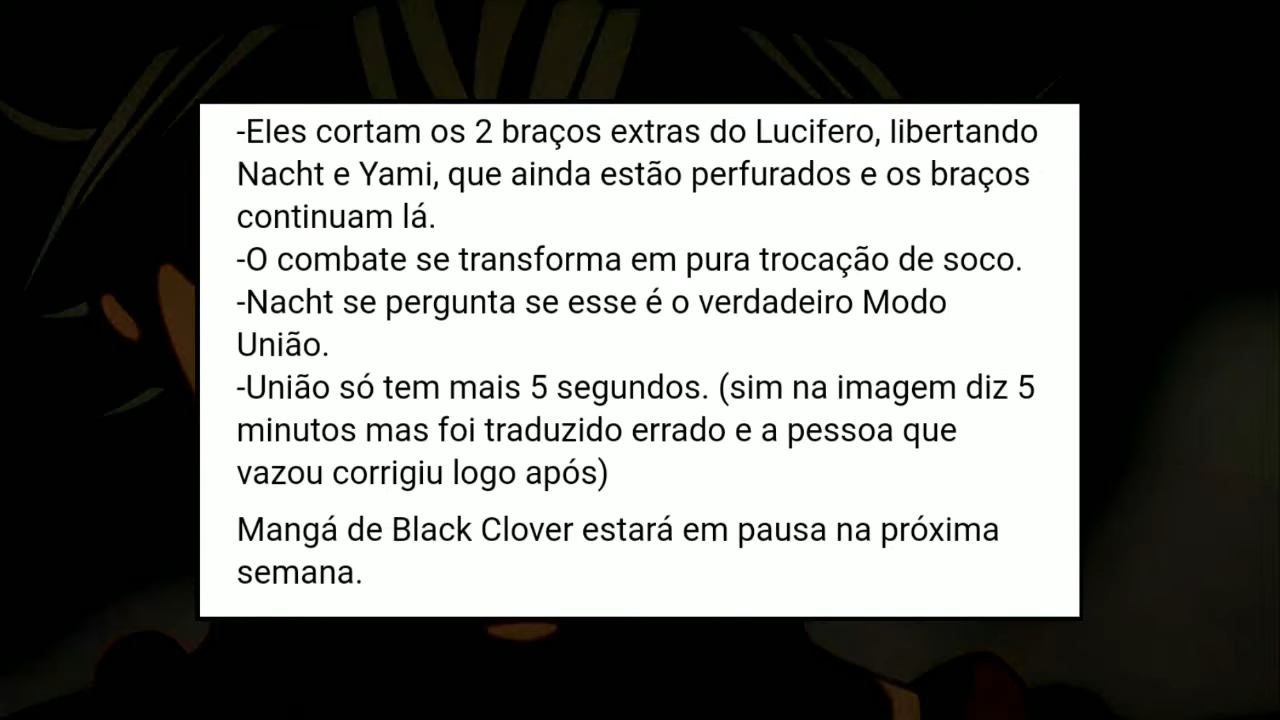 -Eles cortam os 2 braços extras do Lucifero, libertando
Nacht e Yami, que ainda estão perfurados e os braços
continuam lá.
-O combate se transforma em pura trocação de soco.
-Nacht se pergunta se esse é o verdadeiro Modo
União.
-União só tem mais 5 segundos. (sim na imagem diz 5
minutos mas foi traduzido errado e a pessoa que
vazou corrigiu logo após)
Mangá de Black Clover estará em pausa na próxima
semana.